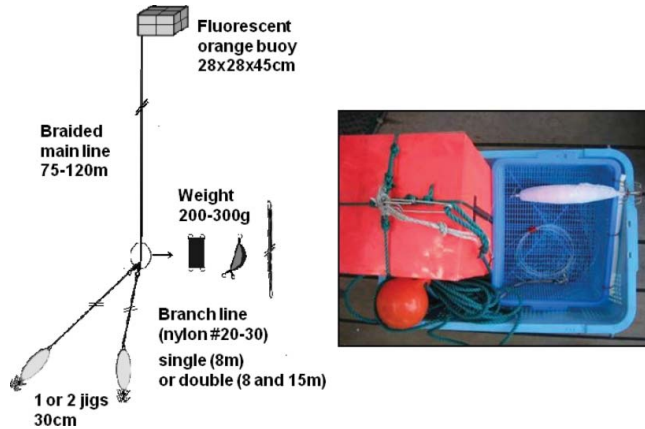 Fluorescent
orange buoy
28x28x45cm
Braided
main line
75-120m
Weight
200-300g
Branch line
(nylon #20-30)
single (8m)
or double (8 and 15m)
1 or 2 jigs
30cm